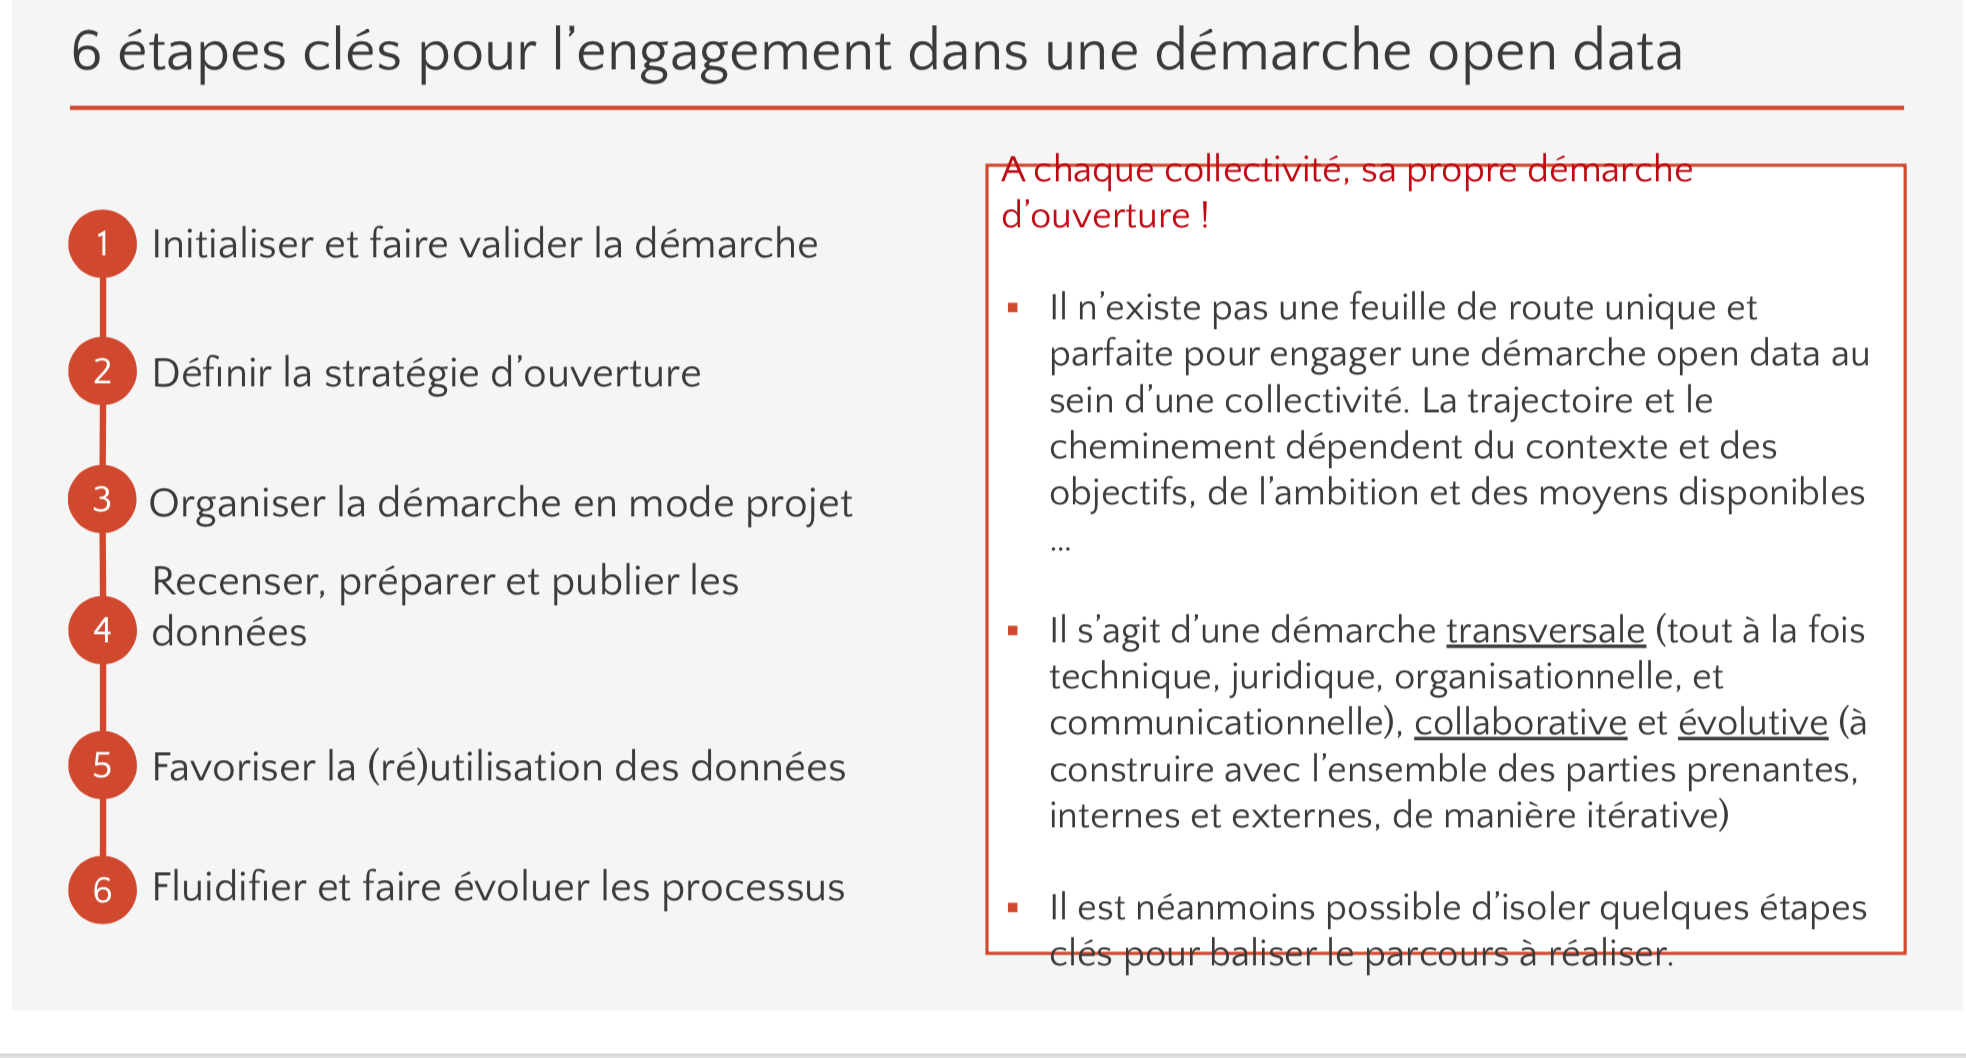 6 étapes clés pour l’engagement dans une démarche open data
1 Initialiser et faire valider la démarche
2 Définir la stratégie d’ouverture
3 Organiser la démarche en mode projet
Recenser, préparer et publier les
4 données
5 Favoriser la (ré)utilisation des données
6 Fluidifier et faire évoluer les processus
A chaque collectivité, sa propre démarche
d’ouverture !
▪ Il n’existe pas une feuille de route unique et
parfaite pour engager une démarche open data au
sein d’une collectivité. La trajectoire et le
cheminement dépendent du contexte et des
objectifs, de l’ambition et des moyens disponibles
…
▪ Il s’agit d’une démarche transversale (tout à la fois
technique, juridique, organisationnelle, et
communicationnelle), collaborative et évolutive (à
construire avec l’ensemble des parties prenantes,
internes et externes, de manière itérative)
▪ Il est néanmoins possible d’isoler quelques étapes
clés pour baliser le parcours à réaliser.